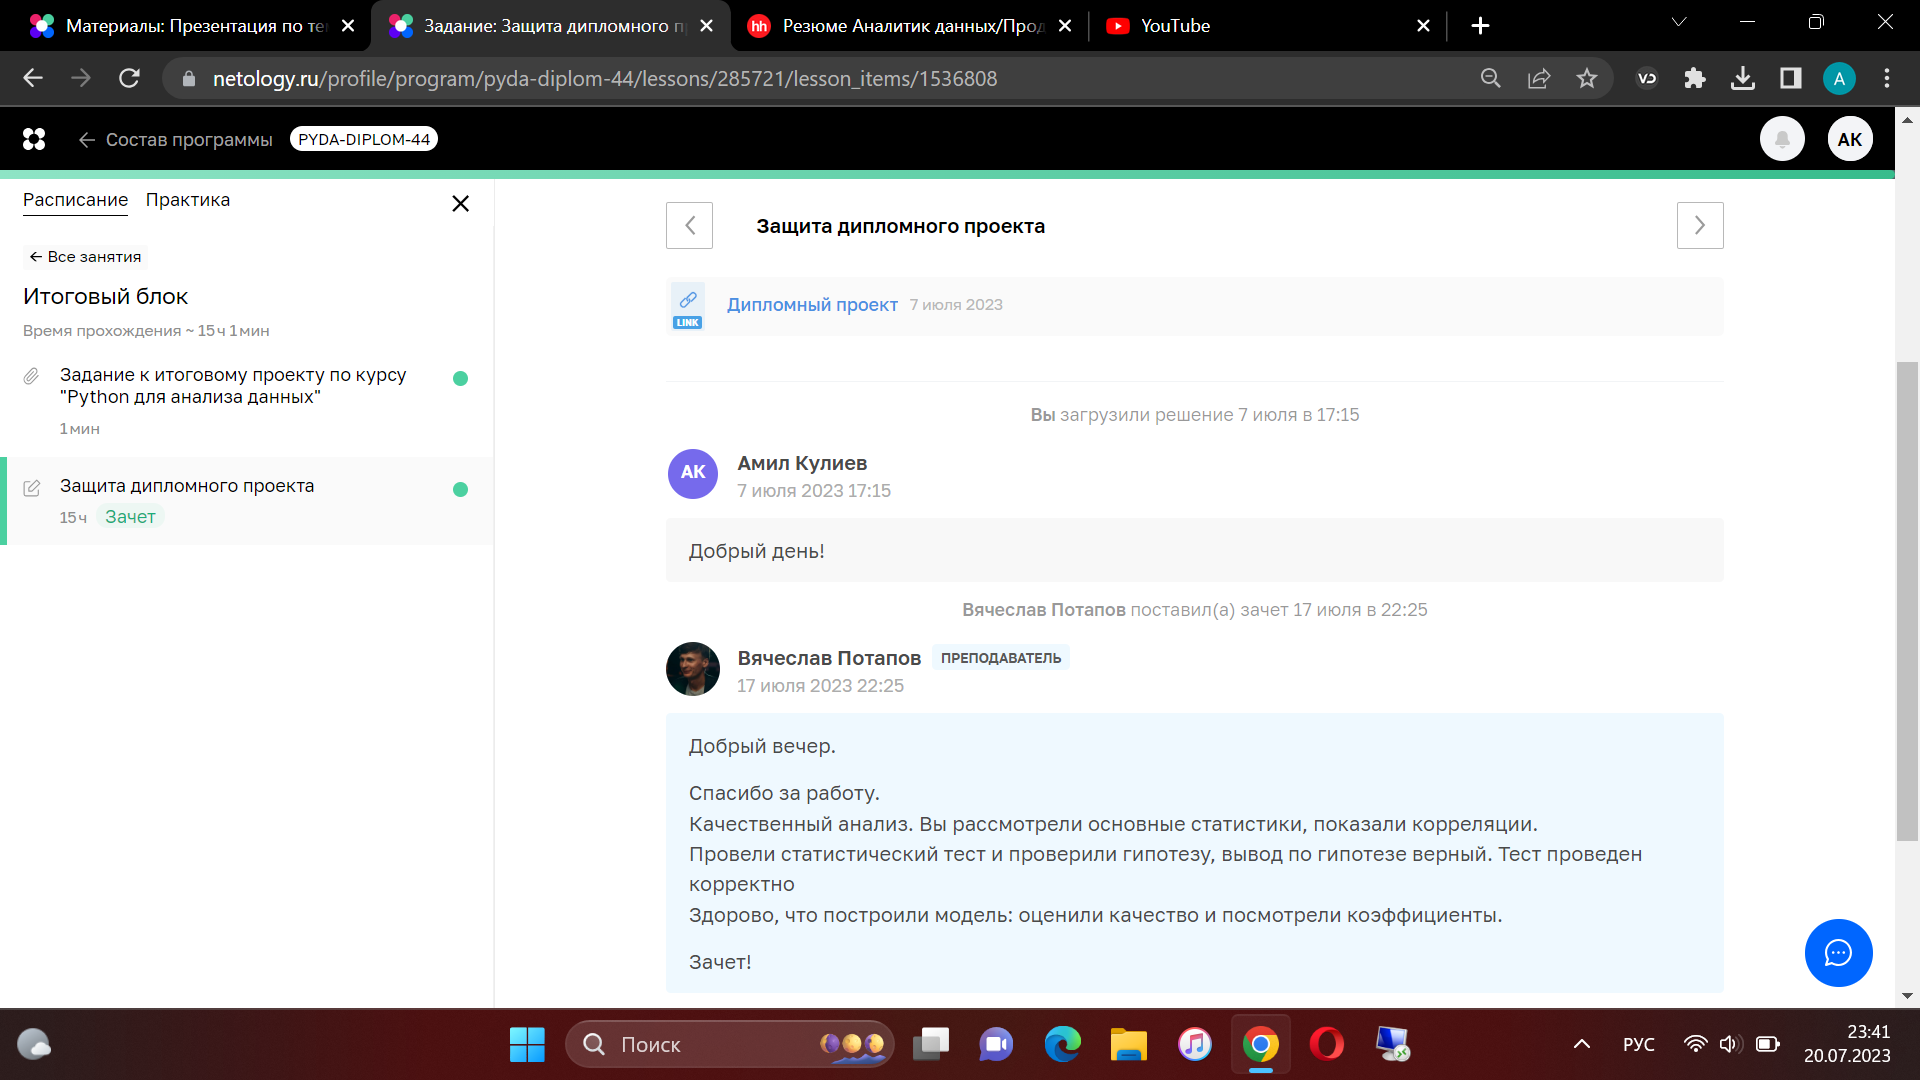 Материалы: Презентация по те
Задание: Защита дипломного п
hh
Резюме Аналитик данных/Прод
YouTube
netology.ru/profile/program/pyda-diplom-44/lessons/285721/lesson_items/1536808
A
Состав программы
PYDA-DIPLOM-44
АК
Расписание
Практика
Все занятия
Итоговый блок
Время прохождения ~ 15 ч 1 мин
Задание к итоговому проекту по курсу
"Python для анализа данных"
1 мин
Защита дипломного проекта
15 ч
Зачет
Защита дипломного проекта
LINK
Дипломный проект 7 июля 2023
Вы загрузили решение 7 июля в 17:15
АК
Амил Кулиев
7 июля 2023 17:15
Добрый день!
Вячеслав Потапов поставил(а) зачет 17 июля в 22:25
Вячеслав Потапов ПРЕПОДАВАТЕЛЬ
17 июля 2023 22:25
Добрый вечер.
Спасибо за работу.
Качественный анализ. Вы рассмотрели основные статистики, показали корреляции.
Провели статистический тест и проверили гипотезу, вывод по гипотезе верный. Тест проведен
корректно
Здорово, что построили модель: оценили качество и посмотрели коэффициенты.
Зачет!
Поиск
РУС
23:41
20.07.2023